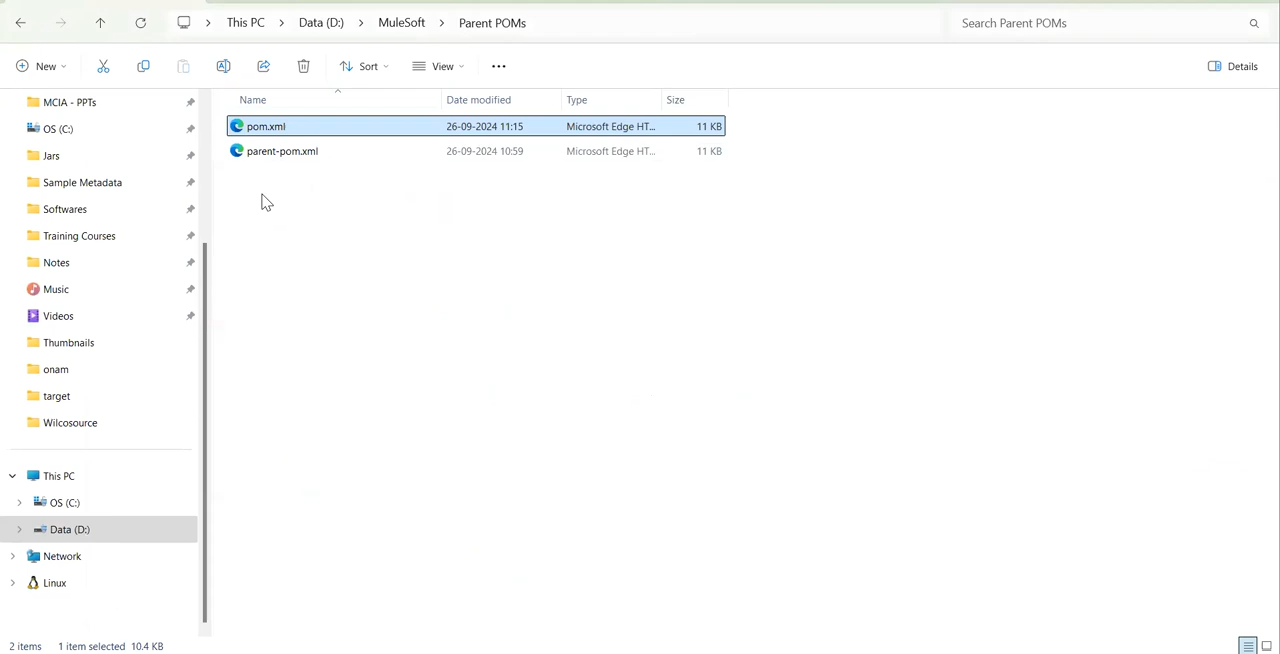 This PC > Data (D:) > MuleSoft > Parent POMs
Search Parent POMs
New
Sort
View
Details
MCIA - PPTs
OS (C:)
Jars
Sample Metadata
Softwares
Training Courses
Notes
Music
Videos
Thumbnails
onam
target
Wilcosource
This PC
OS (C:)
Data (D:)
Network
Linux
Name Date modified Type Size
pom.xml 26-09-2024 11:15 Microsoft Edge HT... 11 KB
parent-pom.xml 26-09-2024 10:59 Microsoft Edge HT... 11 KB
2 items 1 item selected 10.4 KB